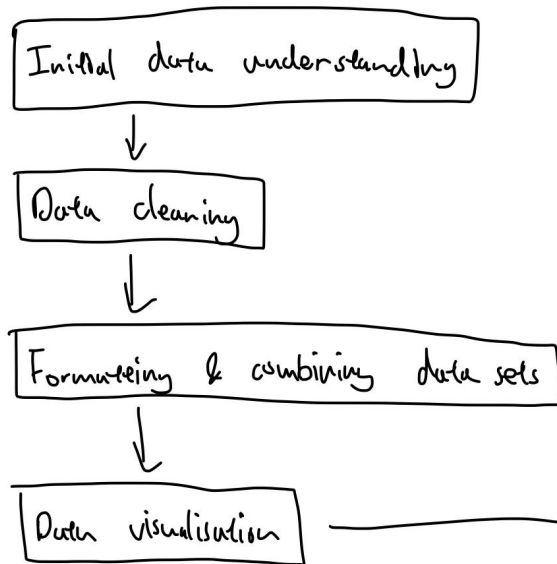 Initial data understanding
Data cleaning
Formatting & combining data sets
Data visualisation